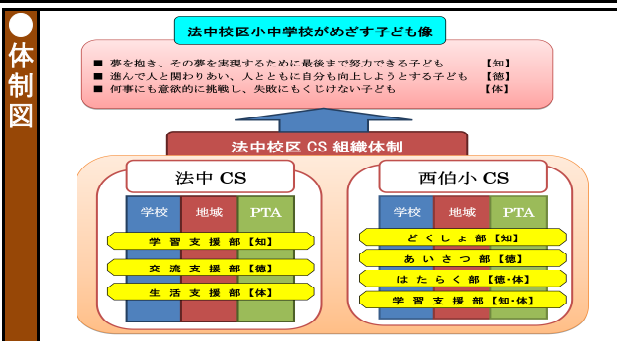 ●体制図
法中校区小中学校がめざす子ども像
■ 夢を抱き、その夢を実現するために最後まで努力できる子ども 【知】
■ 進んで人と関わりあい、人とともに自分も向上しようとする子ども 【徳】
■ 何事にも意欲的に挑戦し、失敗にもくじけない子ども 【体】
法中校区 CS 組織体制
法中 CS
学校 地域 PTA
学習支援部【知】
交流支援部【徳】
生活支援部【体】
西伯小 CS
学校 地域 PTA
どくしょ部【知】
あいさつ部【徳】
はたらく部【徳・体】
学習支援部【知・体】